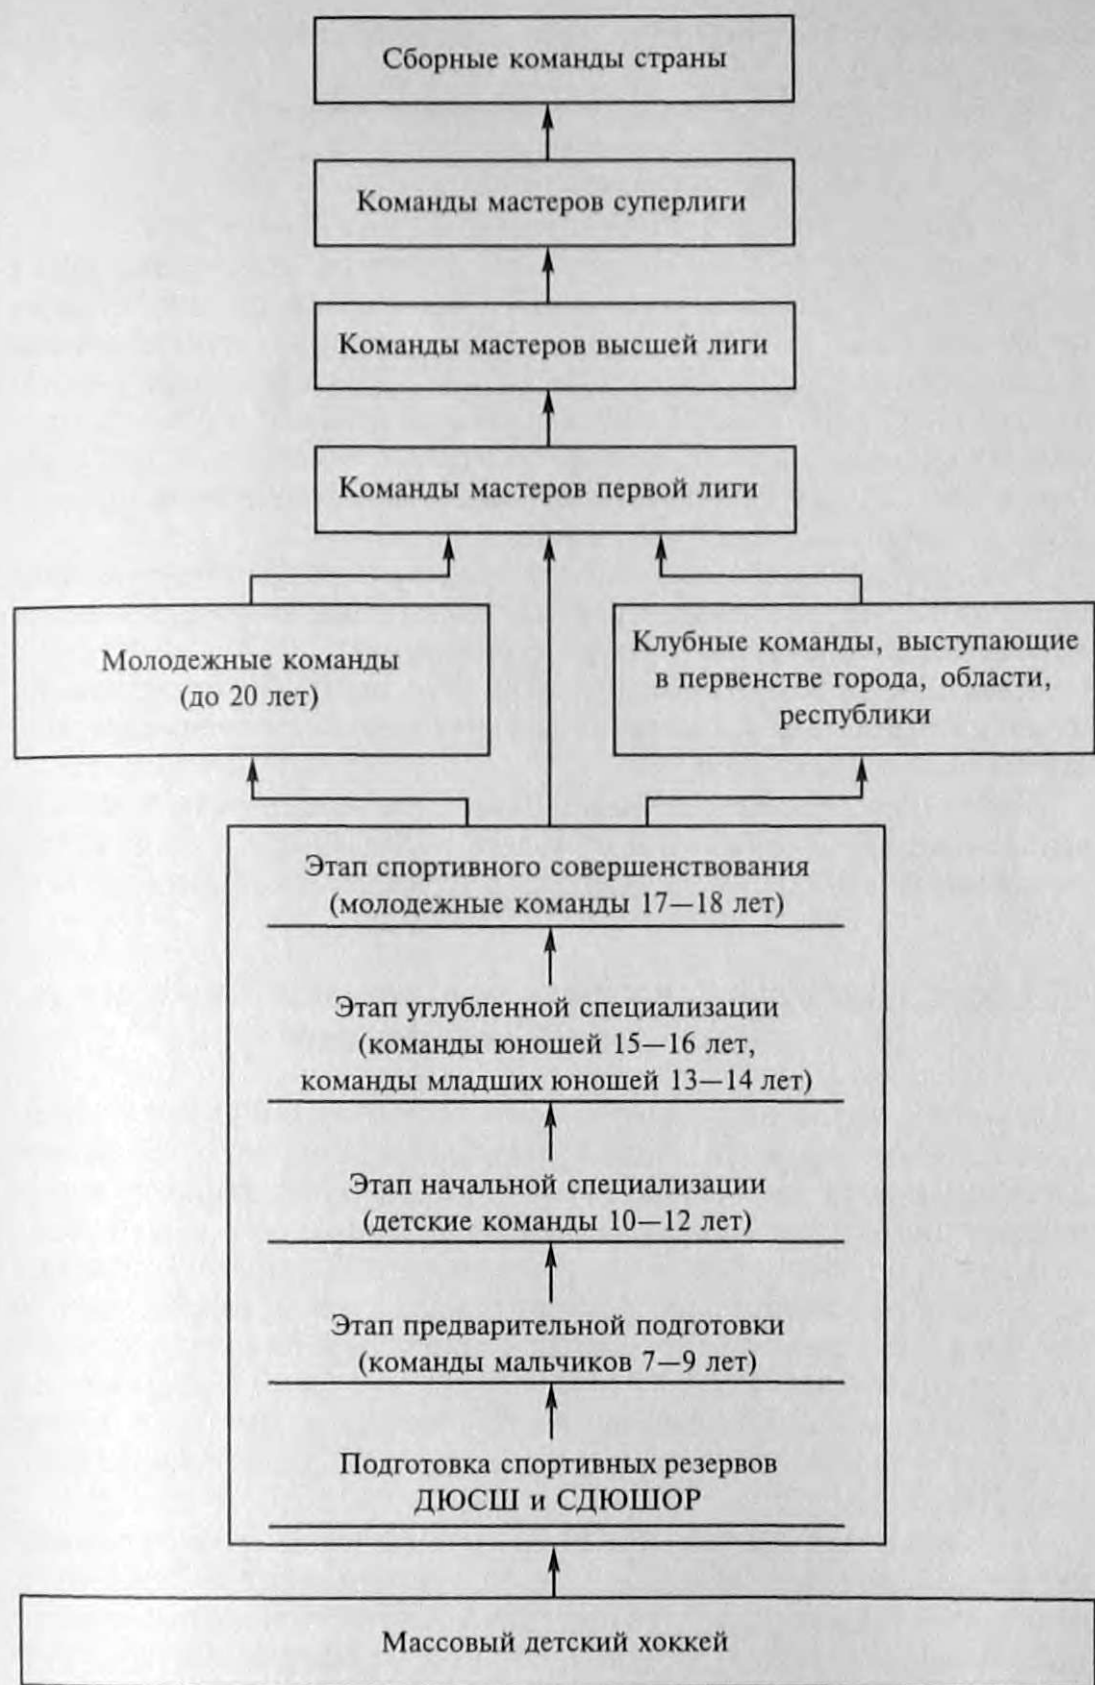 Сборные команды страны
Команды мастеров суперлиги
Команды мастеров высшей лиги
Команды мастеров первой лиги
Молодежные команды
(до 20 лет)
Клубные команды, выступающие
в первенстве города, области,
республики
Этап спортивного совершенствования
(молодежные команды 17—18 лет)
Этап углубленной специализации
(команды юношей 15—16 лет,
команды младших юношей 13—14 лет)
Этап начальной специализации
(детские команды 10—12 лет)
Этап предварительной подготовки
(команды мальчиков 7—9 лет)
Подготовка спортивных резервов
ДЮСШ и СДЮШОР
Массовый детский хоккей